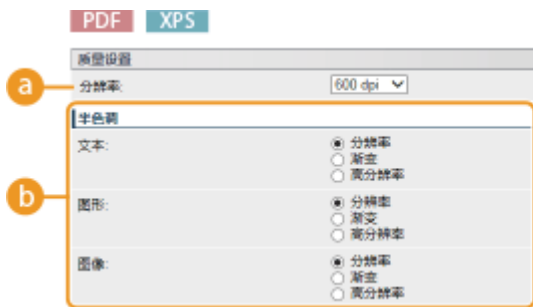 PDF XPS
质量设置
a 分辨率: 600 dpi
半色调
文本: 分辨率
渐变
高分辨率
b
图形: 分辨率
渐变
高分辨率
图像: 分辨率
渐变
高分辨率